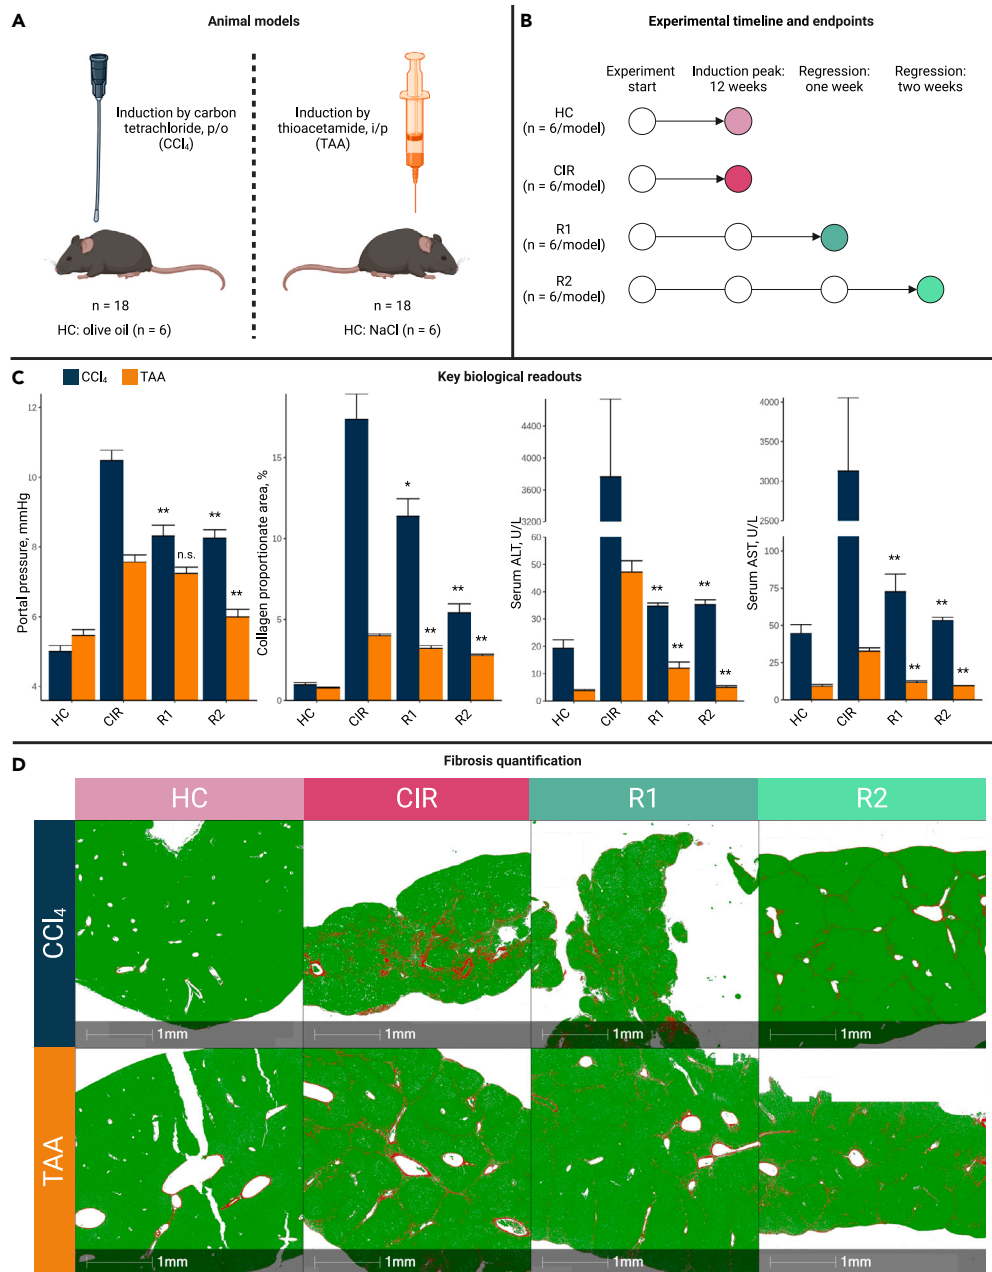 A
Animal models
Induction by carbon
tetrachloride, p/o
(CCl₄)
Induction by
thioacetamide, i/p
(TAA)
n = 18
HC: olive oil (n = 6)
n = 18
HC: NaCl (n = 6)
B
Experimental timeline and endpoints
Experiment
start
Induction peak:
12 weeks
Regression:
one week
Regression:
two weeks
HC
(n = 6/model)
CIR
(n = 6/model)
R1
(n = 6/model)
R2
(n = 6/model)
C
CCl₄
TAA
Key biological readouts
Portal pressure, mmHg
12
10
8
6
4
**
n.s.
**
**
HC
CIR
R1
R2
Collagen proportionate area, %
15
10
5
0
*
**
**
**
HC
CIR
R1
R2
Serum ALT, U/L
4400
4000
3600
3200
60
50
40
30
20
10
0
**
**
**
**
HC
CIR
R1
R2
Serum AST, U/L
4000
3500
3000
2500
100
75
50
25
0
**
**
**
**
HC
CIR
R1
R2
D
Fibrosis quantification
HC
CIR
R1
R2
CCl₄
1mm
1mm
1mm
1mm
TAA
1mm
1mm
1mm
1mm